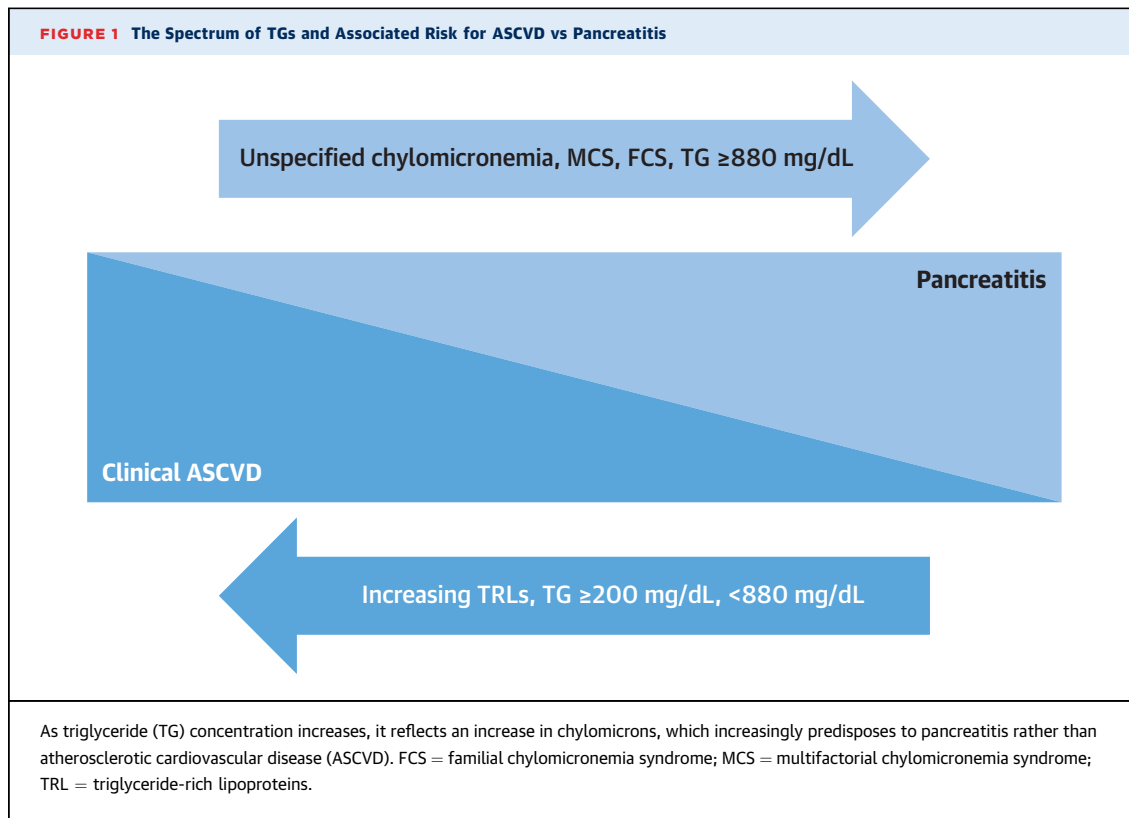 FIGURE 1 The Spectrum of TGs and Associated Risk for ASCVD vs Pancreatitis
Unspecified chylomicronemia, MCS, FCS, TG ≥880 mg/dL
Pancreatitis
Clinical ASCVD
Increasing TRLs, TG ≥200 mg/dL, <880 mg/dL
As triglyceride (TG) concentration increases, it reflects an increase in chylomicrons, which increasingly predisposes to pancreatitis rather than
atherosclerotic cardiovascular disease (ASCVD). FCS = familial chylomicronemia syndrome; MCS = multifactorial chylomicronemia syndrome;
TRL = triglyceride-rich lipoproteins.